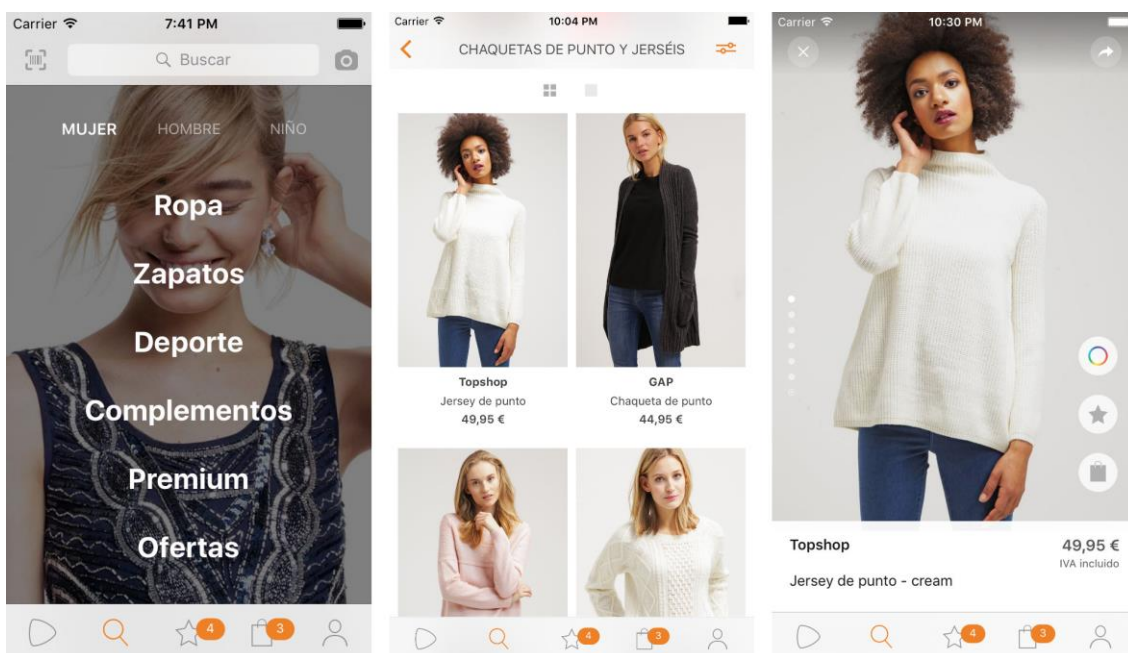 Carrier 7:41 PM
Buscar
MUJER HOMBRE NIÑO
Ropa
Zapatos
Deporte
Complementos
Premium
Ofertas
4 3
Carrier 10:04 PM
CHAQUETAS DE PUNTO Y JERSÉIS
Topshop
Jersey de punto
49,95 €
GAP
Chaqueta de punto
44,95 €
4 3
Carrier 10:30 PM
Topshop 49,95 €
IVA incluido
Jersey de punto - cream
4 3